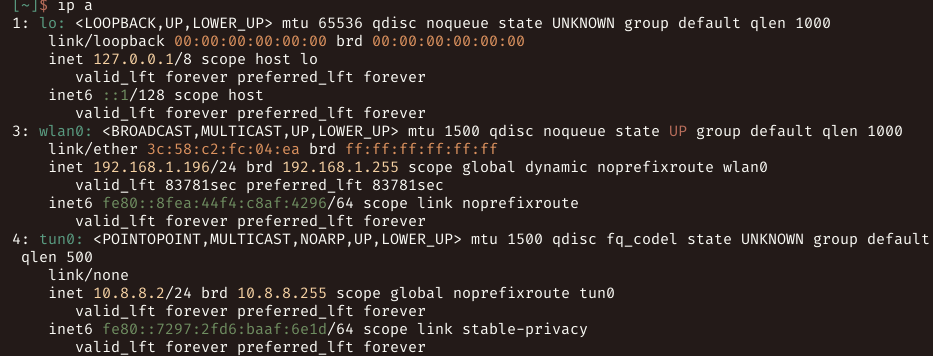 [~]$ ip a
1: lo: <LOOPBACK,UP,LOWER_UP> mtu 65536 qdisc noqueue state UNKNOWN group default qlen 1000
    link/loopback 00:00:00:00:00:00 brd 00:00:00:00:00:00
    inet 127.0.0.1/8 scope host lo
       valid_lft forever preferred_lft forever
    inet6 ::1/128 scope host
       valid_lft forever preferred_lft forever
3: wlan0: <BROADCAST,MULTICAST,UP,LOWER_UP> mtu 1500 qdisc noqueue state UP group default qlen 1000
    link/ether 3c:58:c2:fc:04:ea brd ff:ff:ff:ff:ff:ff
    inet 192.168.1.196/24 brd 192.168.1.255 scope global dynamic noprefixroute wlan0
       valid_lft 83781sec preferred_lft 83781sec
    inet6 fe80::8fea:44f4:c8af:4296/64 scope link noprefixroute
       valid_lft forever preferred_lft forever
4: tun0: <POINTOPOINT,MULTICAST,NOARP,UP,LOWER_UP> mtu 1500 qdisc fq_codel state UNKNOWN group default
 qlen 500
    link/none
    inet 10.8.8.2/24 brd 10.8.8.255 scope global noprefixroute tun0
       valid_lft forever preferred_lft forever
    inet6 fe80::7297:2fd6:baaf:6e1d/64 scope link stable-privacy
       valid_lft forever preferred_lft forever